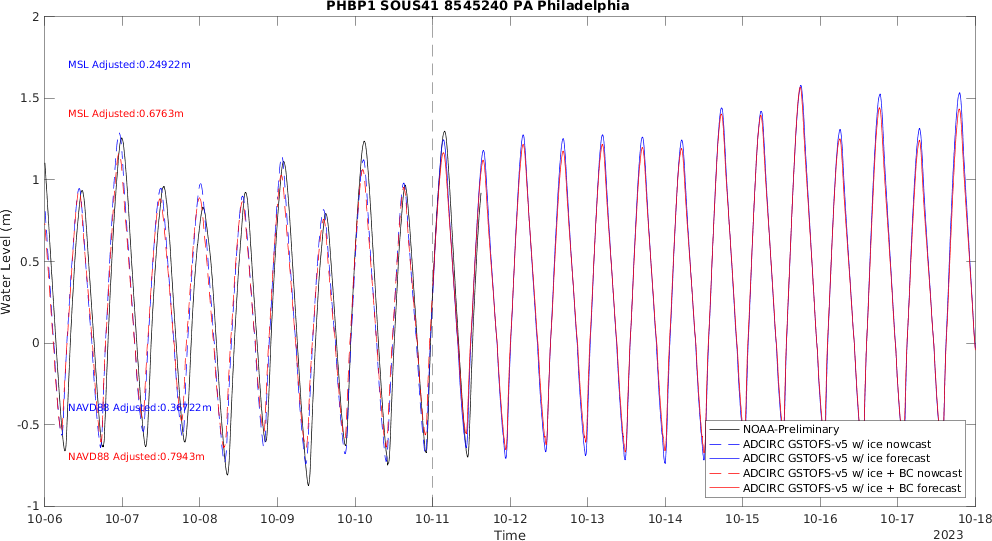 PHBP1 SOUS41 8545240 PA Philadelphia
2
1.5
1
0.5
0
-0.5
-1
Water Level (m)
MSL Adjusted:0.24922m
MSL Adjusted:0.6763m
NAVD88 Adjusted:0.36722m
NAVD88 Adjusted:0.7943m
NOAA-Preliminary
ADCIRC GSTOFS-v5 w/ ice nowcast
ADCIRC GSTOFS-v5 w/ ice forecast
ADCIRC GSTOFS-v5 w/ ice + BC nowcast
ADCIRC GSTOFS-v5 w/ ice + BC forecast
10-06 10-07 10-08 10-09 10-10 10-11 10-12 10-13 10-14 10-15 10-16 10-17 10-18
Time
2023